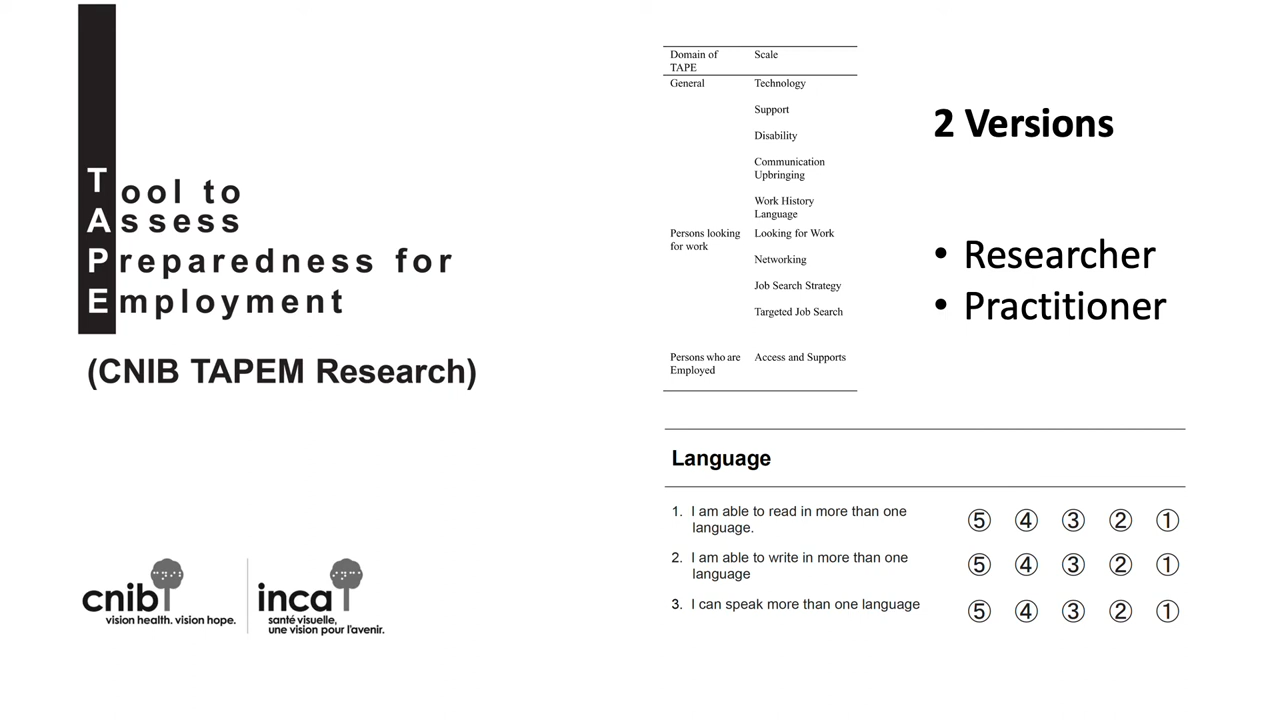 Tool to
Assess
Preparedness for
Employment
(CNIB TAPEM Research)
cnib
vision health. vision hope.
inca
santé visuelle,
une vision pour l'avenir.
Domain of TAPE Scale
General Technology
Support
Disability
Communication
Upbringing
Work History
Language
Persons looking for work Looking for Work
Networking
Job Search Strategy
Targeted Job Search
Persons who are Employed Access and Supports
2 Versions
• Researcher
• Practitioner
Language
1. I am able to read in more than one
language.
5 4 3 2 1
2. I am able to write in more than one
language
5 4 3 2 1
3. I can speak more than one language
5 4 3 2 1